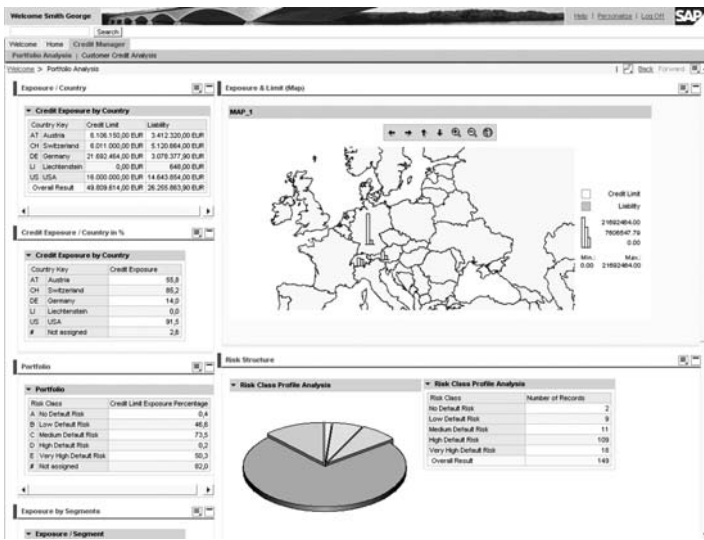 Welcome Smith George
Help | Personalize | Log Off
SAP
Search
Welcome Home Credit Manager
Portfolio Analysis | Customer Credit Analysis
Welcome > Portfolio Analysis
Back Forward
Exposure / Country
Credit Exposure by Country
Country Key Credit Limit Liability
AT Austria 6.106.150,00 EUR 3.412.320,00 EUR
CH Switzerland 6.011.000,00 EUR 5.120.664,00 EUR
DE Germany 21.692.464,00 EUR 3.078.377,90 EUR
LI Liechtenstein 0,00 EUR 648,00 EUR
US USA 16.000.000,00 EUR 14.643.854,00 EUR
Overall Result 49.809.614,00 EUR 26.255.863,90 EUR
Exposure & Limit (Map)
MAP_1
Credit Limit
Liability
21692464.00
7606547.79
0.00
Min.: Max.:
0.00 21692464.00
Credit Exposure / Country in %
Credit Exposure by Country
Country Key Credit Exposure
AT Austria 55,8
CH Switzerland 85,2
DE Germany 14,0
LI Liechtenstein 0,0
US USA 91,5
# Not assigned 2,6
Portfolio
Portfolio
Risk Class Credit Limit Exposure Percentage
A No Default Risk 0,4
B Low Default Risk 46,6
C Medium Default Risk 73,5
D High Default Risk 0,2
E Very High Default Risk 50,3
# Not assigned 92,0
Risk Structure
Risk Class Profile Analysis
Risk Class Profile Analysis
Risk Class Number of Records
No Default Risk 2
Low Default Risk 9
Medium Default Risk 11
High Default Risk 109
Very High Default Risk 18
Overall Result 149
Exposure by Segments
Exposure / Segment